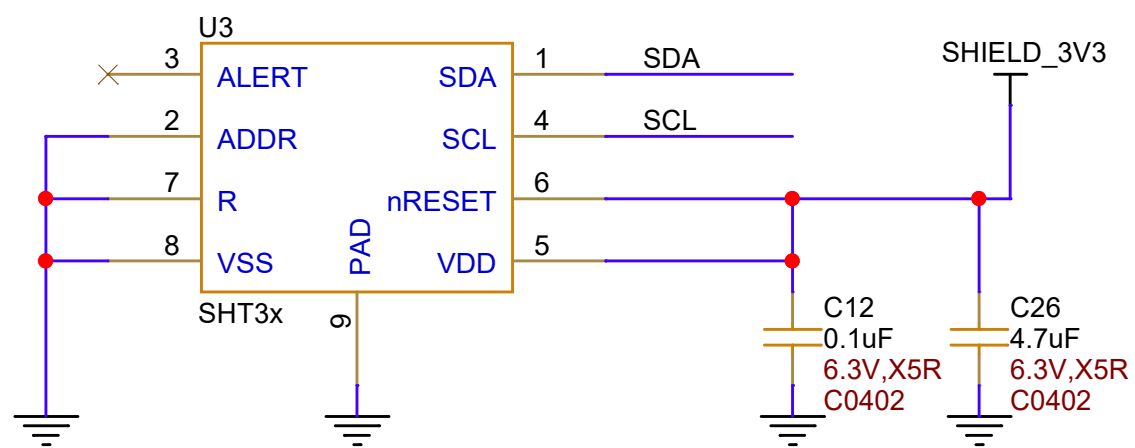 U3
3 ALERT SDA 1 SDA
SHIELD_3V3
2 ADDR SCL 4 SCL
7 R nRESET 6
8 VSS PAD VDD 5
SHT3x 9
C12
0.1uF
6.3V,X5R
C0402
C26
4.7uF
6.3V,X5R
C0402